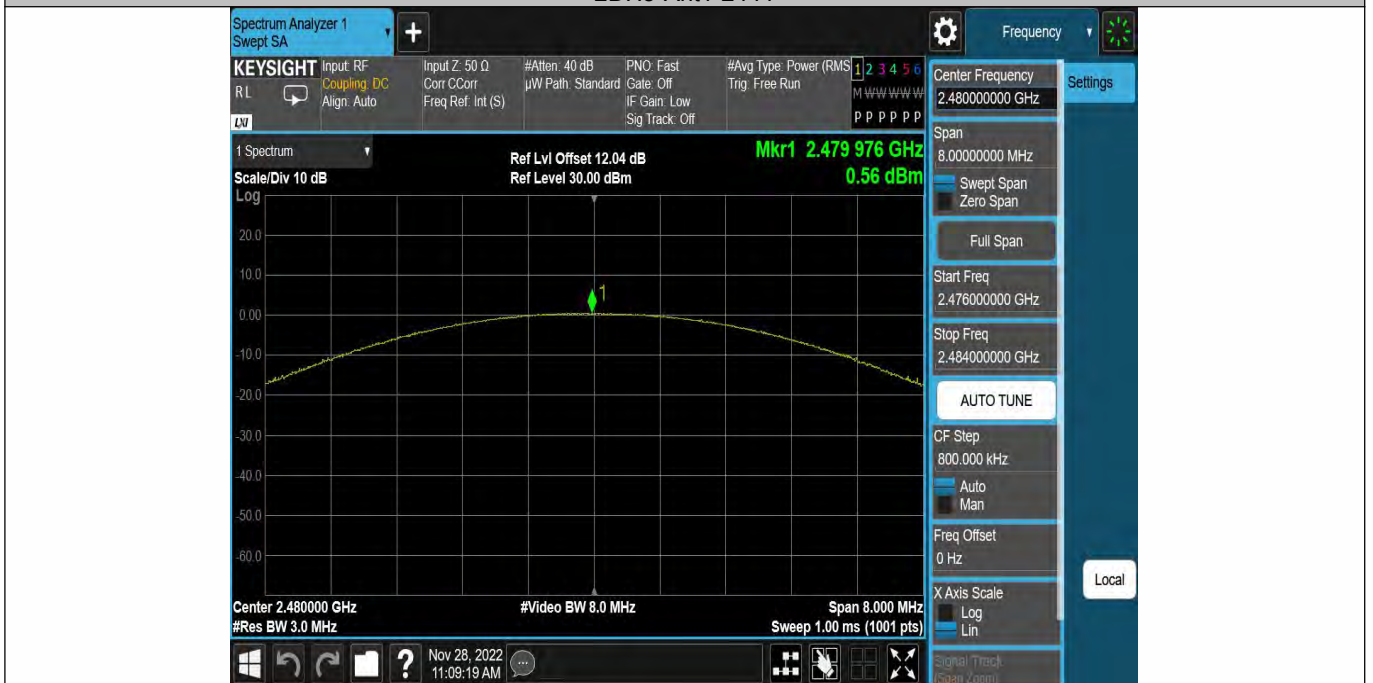 Spectrum Analyzer 1
Swept SA
+
Frequency
KEYSIGHT
RL
LXI
Input: RF
Coupling: DC
Align: Auto
Input Z: 50 Ω
Corr CCorr
Freq Ref: Int (S)
#Atten: 40 dB
µW Path: Standard
PNO: Fast
Gate: Off
IF Gain: Low
Sig Track: Off
#Avg Type: Power (RMS
Trig: Free Run
1 2 3 4 5 6
M W W W W W
P P P P P P
Center Frequency
2.480000000 GHz
Settings
1 Spectrum
Scale/Div 10 dB
Log
Ref Lvl Offset 12.04 dB
Ref Level 30.00 dBm
Mkr1 2.479 976 GHz
0.56 dBm
Span
8.00000000 MHz
Swept Span
Zero Span
Full Span
Start Freq
2.476000000 GHz
Stop Freq
2.484000000 GHz
AUTO TUNE
CF Step
800.000 kHz
Auto
Man
Freq Offset
0 Hz
X Axis Scale
Log
Lin
Signal Track
(Span Zoom)
Local
20.0
10.0
1
0.00
-10.0
-20.0
-30.0
-40.0
-50.0
-60.0
Center 2.480000 GHz
#Res BW 3.0 MHz
#Video BW 8.0 MHz
Span 8.000 MHz
Sweep 1.00 ms (1001 pts)
?
Nov 28, 2022
11:09:19 AM